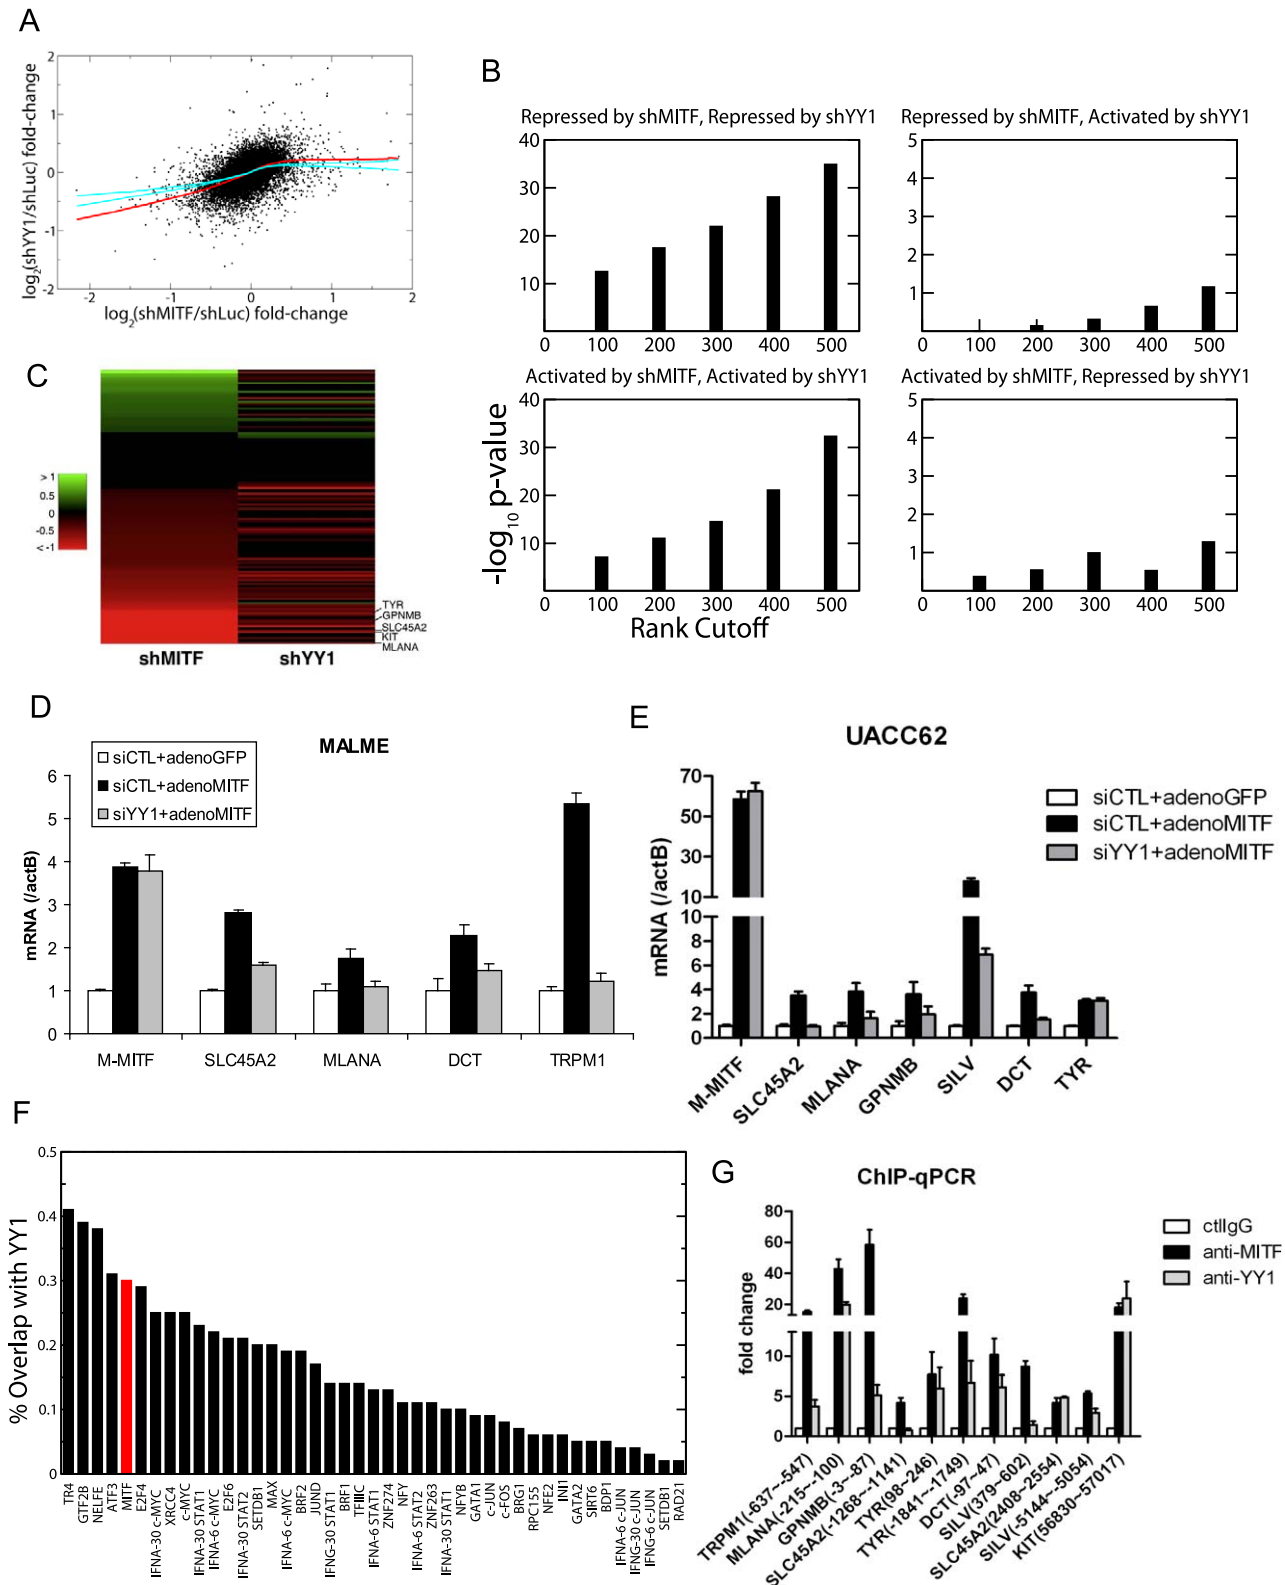 A
log2(shYY1/shLuc) fold-change
2
1
0
-1
-2
-2
-1
0
1
2
log2(shMITF/shLuc) fold-change
B
Repressed by shMITF, Repressed by shYY1
40
30
20
10
0
100
200
300
400
500
Repressed by shMITF, Activated by shYY1
5
4
3
2
1
0
100
200
300
400
500
Activated by shMITF, Activated by shYY1
40
30
20
10
0
100
200
300
400
500
Activated by shMITF, Repressed by shYY1
5
4
3
2
1
0
100
200
300
400
500
-log10 p-value
Rank Cutoff
C
> 1
0.5
0
-0.5
< -1
TYR
GPNMB
SLC45A2
KIT
MLANA
shMITF
shYY1
D
MALME
siCTL+adenoGFP
siCTL+adenoMITF
siYY1+adenoMITF
mRNA (/actB)
6
5
4
3
2
1
0
M-MITF
SLC45A2
MLANA
DCT
TRPM1
E
UACC62
siCTL+adenoGFP
siCTL+adenoMITF
siYY1+adenoMITF
mRNA (/actB)
70
50
30
10
10
8
6
4
2
0
M-MITF
SLC45A2
MLANA
GPNMB
SILV
DCT
TYR
F
% Overlap with YY1
0.5
0.4
0.3
0.2
0.1
0
TR4
GTF2B
NELFE
ATF3
MITF
E2F4
IFNA-30 c-MYC
XRCC4
c-MYC
IFNA-30 STAT1
IFNA-6 c-MYC
E2F6
IFNA-30 STAT2
SETDB1
MAX
IFNA-6 c-MYC
BRF2
JUND
IFNG-30 STAT1
BRF1
TFIIIC
IFNA-6 STAT1
ZNF274
NFY
IFNA-6 STAT2
ZNF263
IFNA-30 STAT1
NFYB
GATA1
c-JUN
c-FOS
BRG1
RPC155
NFE2
INI1
GATA2
SIRT6
BDP1
IFNA-6 c-JUN
IFNG-30 c-JUN
IFNG-6 c-JUN
SETDB1
RAD21
G
ChIP-qPCR
ctlIgG
anti-MITF
anti-YY1
fold change
80
60
40
20
10
5
0
TRPM1(-637~-547)
MLANA(-215~-100)
GPNMB(-3~-87)
SLC45A2(-1268~-1141)
TYR(98~246)
TYR(-1841~-1749)
DCT(-97~47)
SILV(379~602)
SLC45A2(2408~2554)
SILV(-5144~-5054)
KIT(56830~57017)